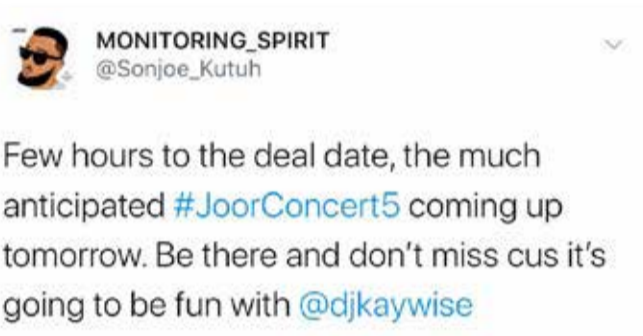 MONITORING_SPIRIT
@Sonjoe_Kutuh
Few hours to the deal date, the much
anticipated #JoorConcert5 coming up
tomorrow. Be there and don't miss cus it's
going to be fun with @djkaywise